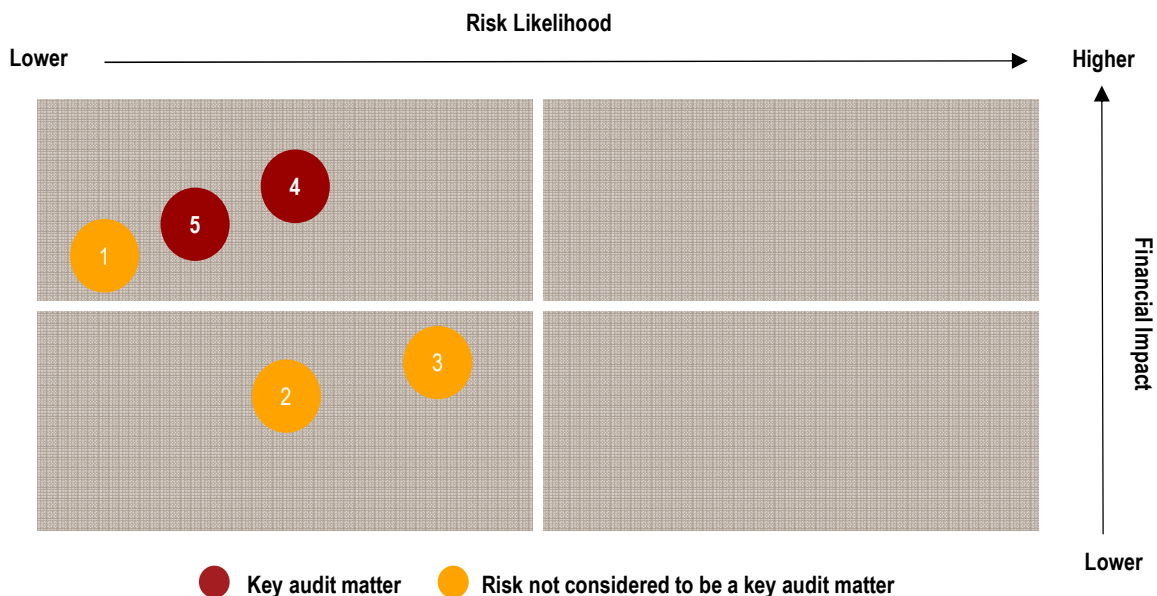 Risk Likelihood
Lower
Higher
4
5
1
Financial Impact
3
2
Lower
Key audit matter
Risk not considered to be a key audit matter